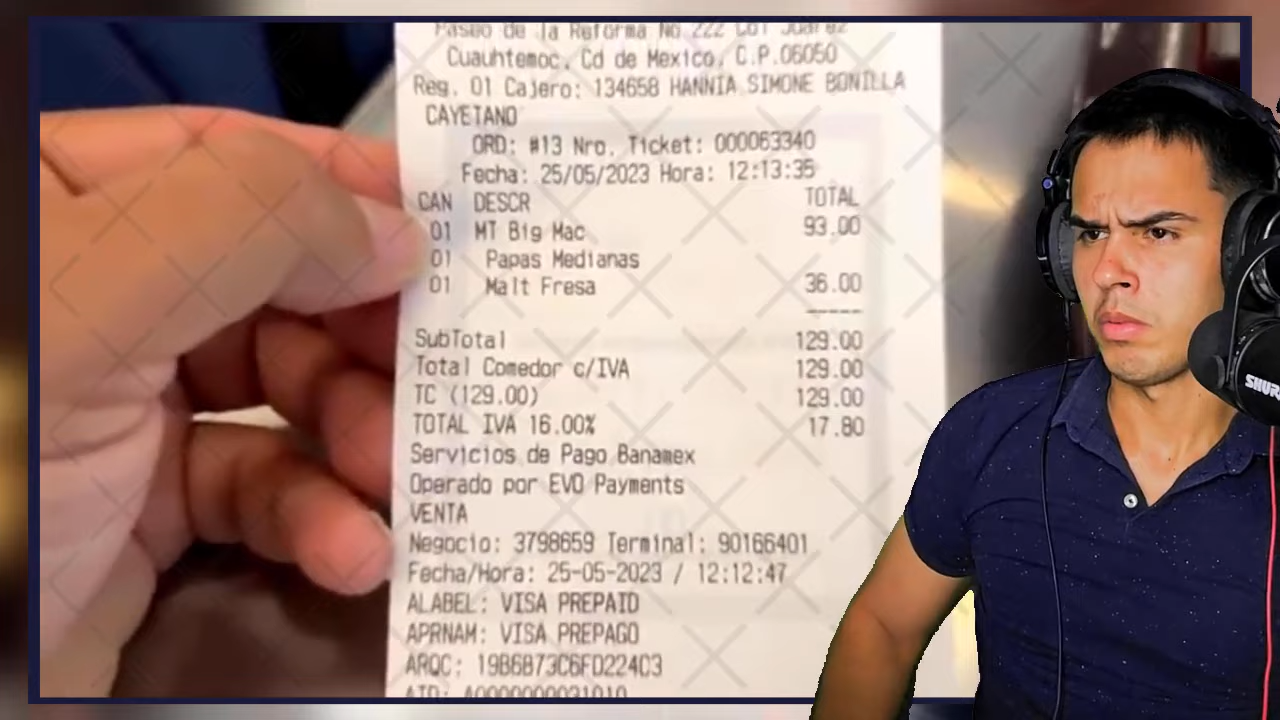 Paseo de la Reforma No 222 Col Juarez
Cuauhtemoc, Cd de Mexico, C.P.06050
Reg. 01 Cajero: 134658 HANNIA SIMONE BONILLA
CAYETANO
ORD: #13 Nro. Ticket: 000063340
Fecha: 25/05/2023 Hora: 12:13:35
CAN DESCR TOTAL
01 MT Big Mac 93.00
01 Papas Medianas
01 Malt Fresa 36.00
-----
SubTotal 129.00
Total Comedor c/IVA 129.00
TC (129.00) 129.00
TOTAL IVA 16.00% 17.80
Servicios de Pago Banamex
Operado por EVO Payments
VENTA
Negocio: 3798659 Terminal: 90166401
Fecha/Hora: 25-05-2023 / 12:12:47
ALABEL: VISA PREPAID
APRNAM: VISA PREPAGO
ARQC: 19B6B73C6FD224C3
AID: A0000000031010
SHUR